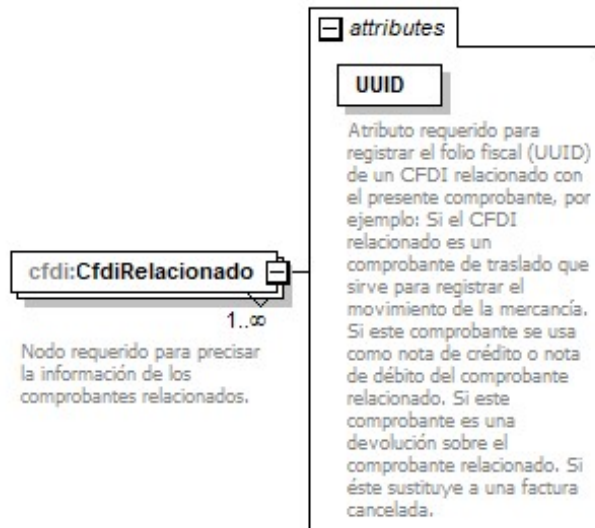 attributes
UUID
Atributo requerido para
registrar el folio fiscal (UUID)
de un CFDI relacionado con
el presente comprobante, por
ejemplo: Si el CFDI
relacionado es un
comprobante de traslado que
sirve para registrar el
movimiento de la mercancía.
Si este comprobante se usa
como nota de crédito o nota
de débito del comprobante
relacionado. Si este
comprobante es una
devolución sobre el
comprobante relacionado. Si
éste sustituye a una factura
cancelada.
cfdi:CfdiRelacionado
1..∞
Nodo requerido para precisar
la información de los
comprobantes relacionados.